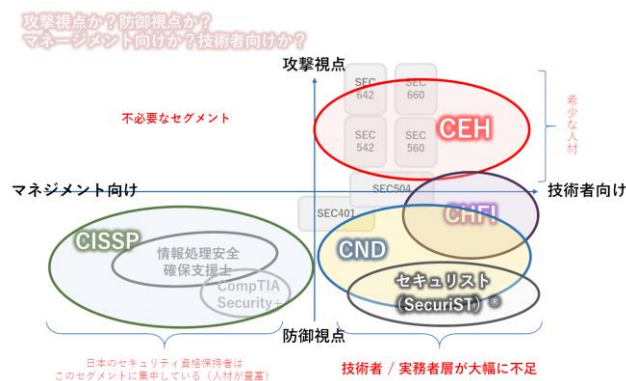 攻撃視点か？防御視点か？
マネージメント向けか？技術者向けか？
攻撃視点
SEC
642
SEC
660
不必要なセグメント
CEH
SEC
542
SEC
560
希少な人材
マネジメント向け
技術者向け
SEC504
SEC401
CHFI
CISSP
情報処理安全
確保支援士
CND
CompTIA
Security+
セキュリスト
(SecuriST) ®
防御視点
日本のセキュリティ資格保持者は
このセグメントに集中している（人材が豊富）
技術者 / 実務者層が大幅に不足